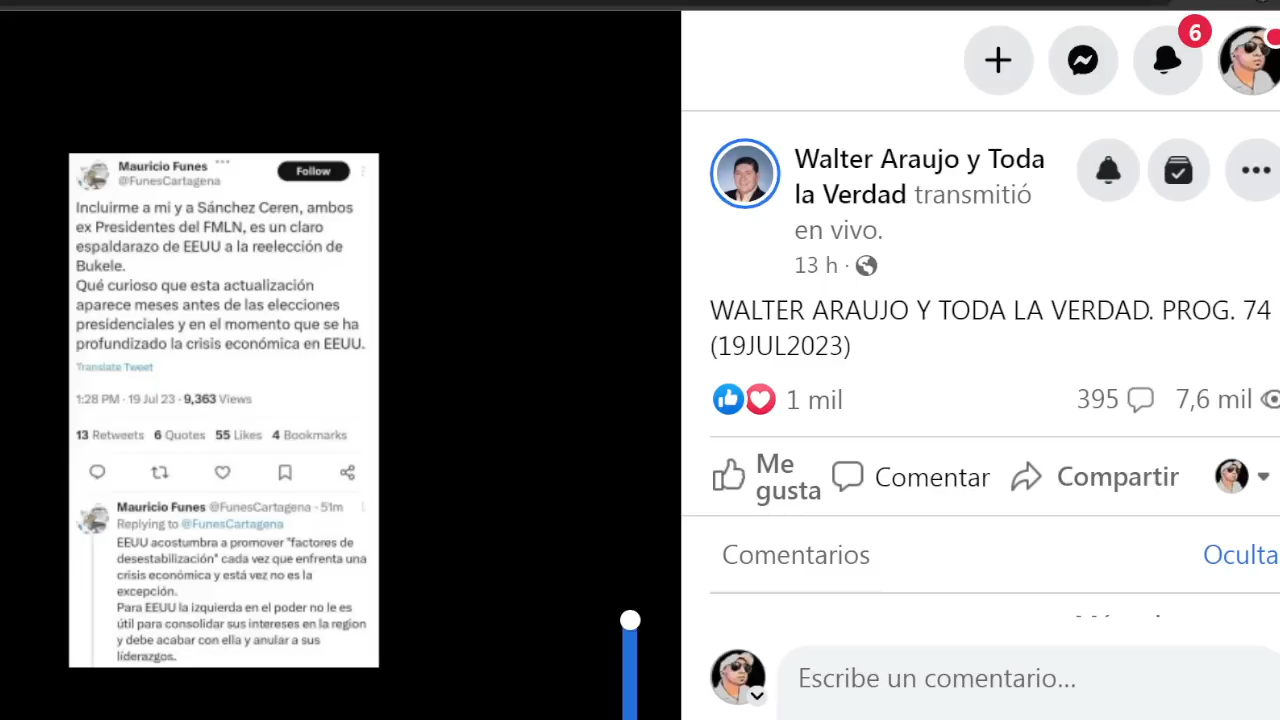 Mauricio Funes
Follow
@FunesCartagena
Incluirme a mi y a Sánchez Ceren, ambos
ex Presidentes del FMLN, es un claro
espaldarazo de EEUU a la reelección de
Bukele.
Qué curioso que esta actualización
aparece meses antes de las elecciones
presidenciales y en el momento que se ha
profundizado la crisis económica en EEUU.
Translate Tweet
1:28 PM · 19 Jul 23 · 9,363 Views
13 Retweets 6 Quotes 55 Likes 4 Bookmarks
Mauricio Funes @FunesCartagena · 51m
Replying to @FunesCartagena
EEUU acostumbra a promover "factores de
desestabilización" cada vez que enfrenta una
crisis económica y está vez no es la
excepción.
Para EEUU la izquierda en el poder no le es
útil para consolidar sus intereses en la region
y debe acabar con ella y anular a sus
líderazgos.
6
Walter Araujo y Toda
la Verdad transmitió
en vivo.
13 h ·
WALTER ARAUJO Y TODA LA VERDAD. PROG. 74
(19JUL2023)
1 mil
395
7,6 mil
Me
gusta
Comentar
Compartir
Comentarios
Oculta
Escribe un comentario...